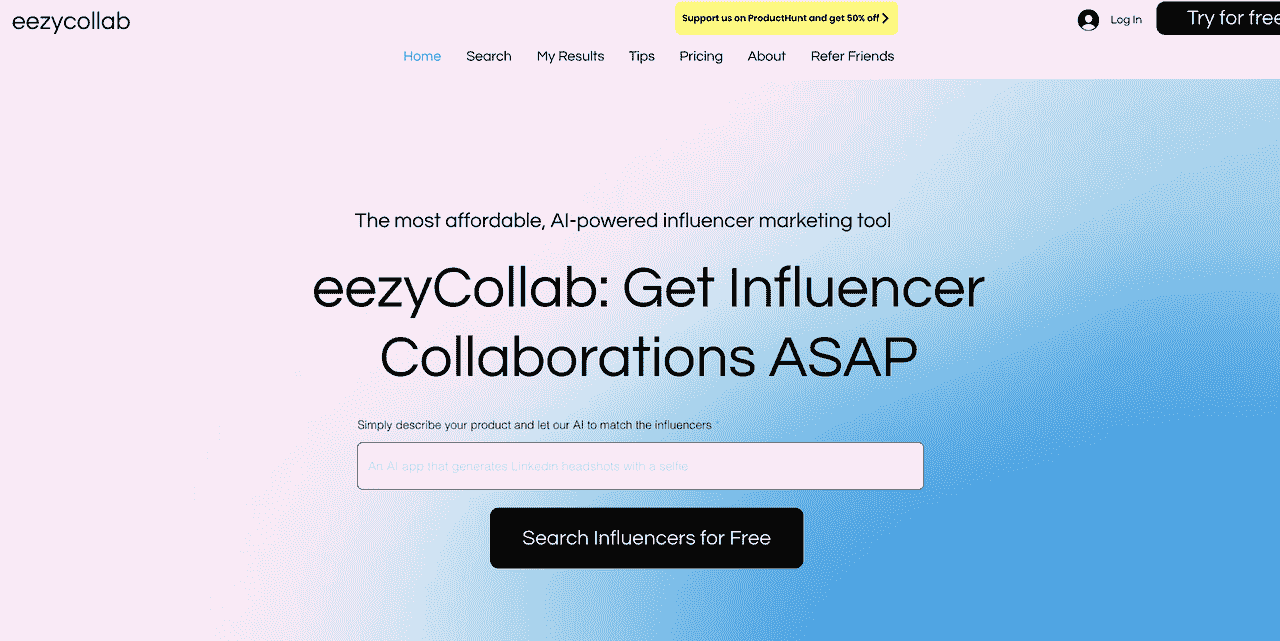 eezycollab
Support us on ProductHunt and get 50% off
Log In
Try for free
Home Search My Results Tips Pricing About Refer Friends
The most affordable, AI-powered influencer marketing tool
eezyCollab: Get Influencer
Collaborations ASAP
Simply describe your product and let our AI to match the influencers *
An AI app that generates LinkedIn headshots with a selfie
Search Influencers for Free